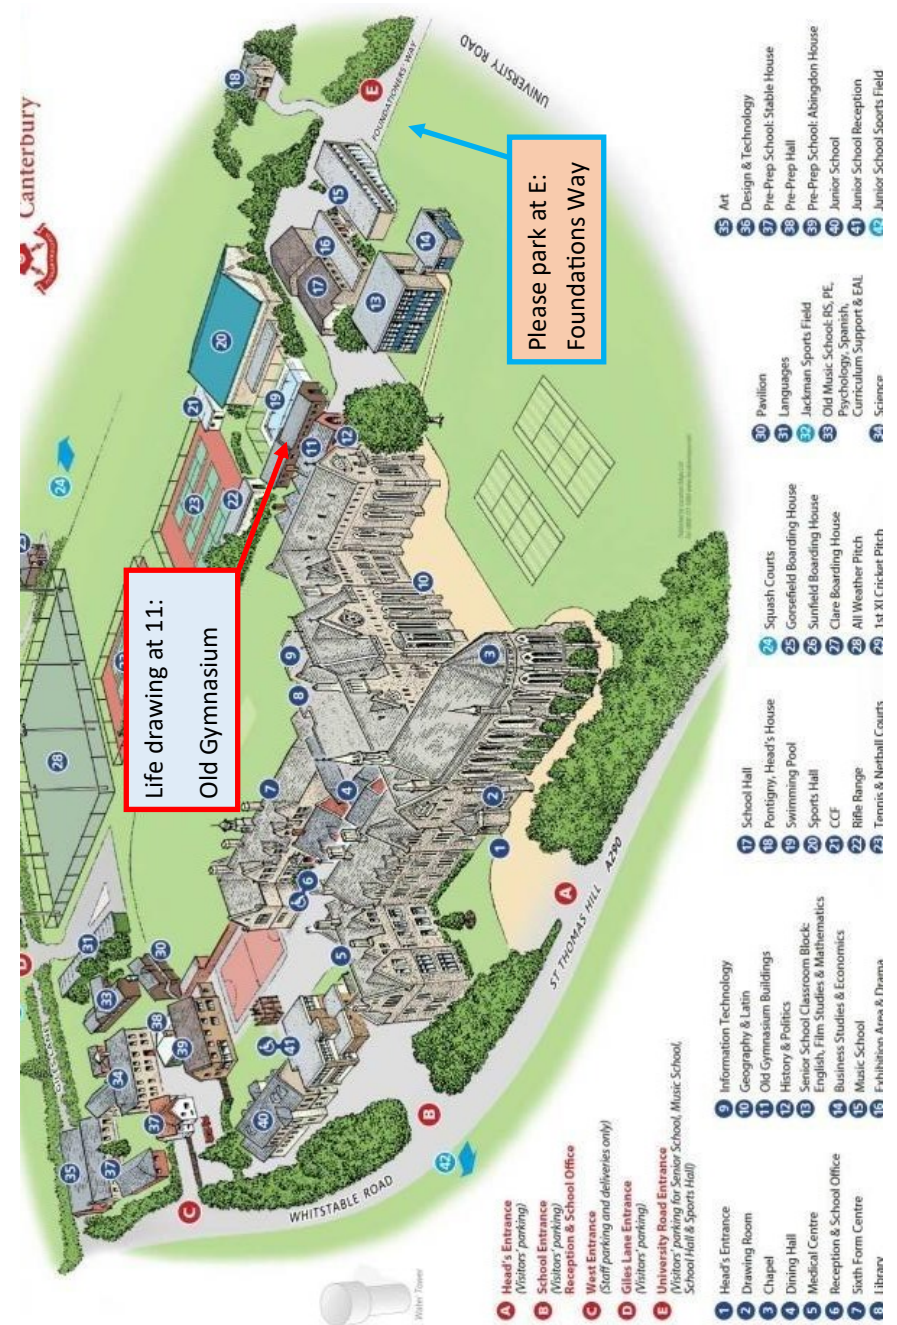 Canterbury
Life drawing at 11:
Old Gymnasium
Please park at E:
Foundations Way
UNIVERSITY ROAD
FOUNDATIONERS' WAY
GILES LANE
WHITSTABLE ROAD
ST THOMAS HILL A290
Water Tower
A Head's Entrance
(Visitors' parking)
B School Entrance
(Visitors' parking)
Reception & School Office
C West Entrance
(Staff parking and deliveries only)
D Giles Lane Entrance
(Visitors' parking)
E University Road Entrance
(Visitors' parking for Senior School, Music School,
School Hall & Sports Hall)
1 Head's Entrance
2 Drawing Room
3 Chapel
4 Dining Hall
5 Medical Centre
6 Reception & School Office
7 Sixth Form Centre
8 Library
9 Information Technology
10 Geography & Latin
11 Old Gymnasium Buildings
12 History & Politics
13 Senior School Classroom Block:
English, Film Studies & Mathematics
14 Business Studies & Economics
15 Music School
16 Exhibition Area & Drama
17 School Hall
18 Pontigny, Head's House
19 Swimming Pool
20 Sports Hall
21 CCF
22 Rifle Range
23 Tennis & Netball Courts
24 Squash Courts
25 Gorsefield Boarding House
26 Sunfield Boarding House
27 Clare Boarding House
28 All Weather Pitch
29 1st XI Cricket Pitch
30 Pavilion
31 Languages
32 Jackman Sports Field
33 Old Music School: RS, PE,
Psychology, Spanish,
Curriculum Support & EAL
34 Science
35 Art
36 Design & Technology
37 Pre-Prep School: Stable House
38 Pre-Prep Hall
39 Pre-Prep School: Abingdon House
40 Junior School
41 Junior School Reception
42 Junior School Sports Field